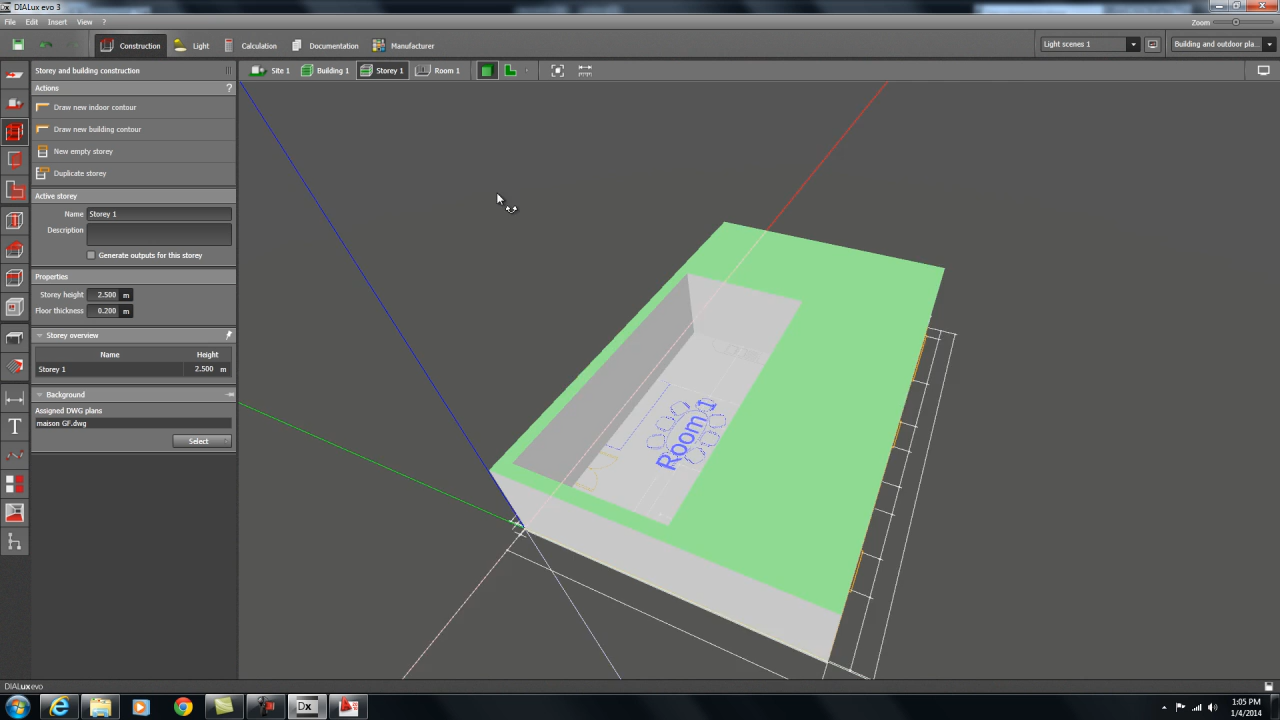 DIALux evo 3
File Edit Insert View ? Zoom
Construction Light Calculation Documentation Manufacturer Light scenes 1 Building and outdoor pla...
Storey and building construction Site 1 Building 1 Storey 1 Room 1
Actions ?
Draw new indoor contour
Draw new building contour
New empty storey
Duplicate storey
Active storey
Name Storey 1
Description
Generate outputs for this storey
Properties
Storey height 2.500 m
Floor thickness 0.200 m
Storey overview
Name Height
Storey 1 2.500 m
Background
Assigned DWG plans
maison GF.dwg
Select
Room 1
T
DIALux evo
Dx
1:05 PM
1/4/2014